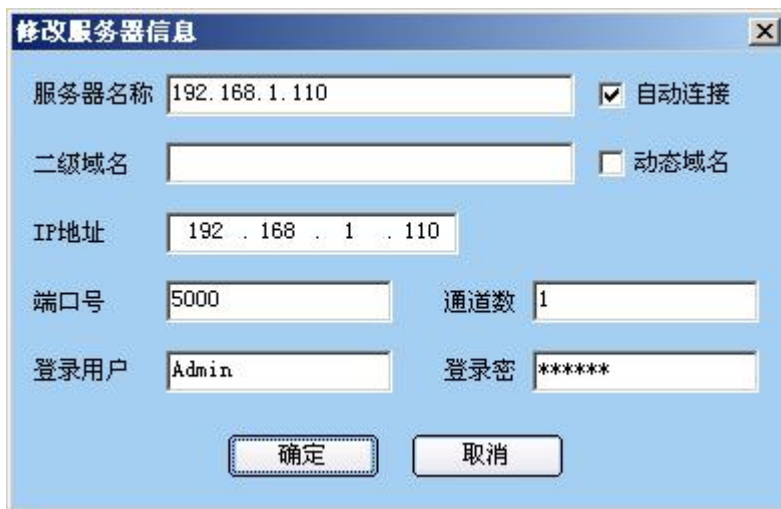 修改服务器信息
服务器名称 192.168.1.110 自动连接
二级域名 动态域名
IP地址 192 . 168 . 1 . 110
端口号 5000 通道数 1
登录用户 Admin 登录密 ******
确定 取消